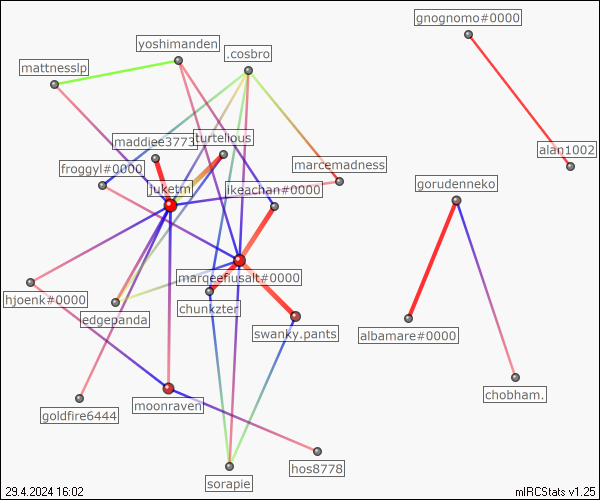 gnognomo#0000
yoshimanden
.cosbro
mattnesslp
maddiee3773
turtelious
alan1002
froggyl#0000
marcemadness
juketm
ikeachan#0000
gorudenneko
marqeefiusalt#0000
hjoenk#0000
chunkzter
edgepanda
swanky.pants
albamare#0000
chobham.
moonraven
goldfire6444
hos8778
sorapie
29.4.2024 16:02
mIRCStats v1.25